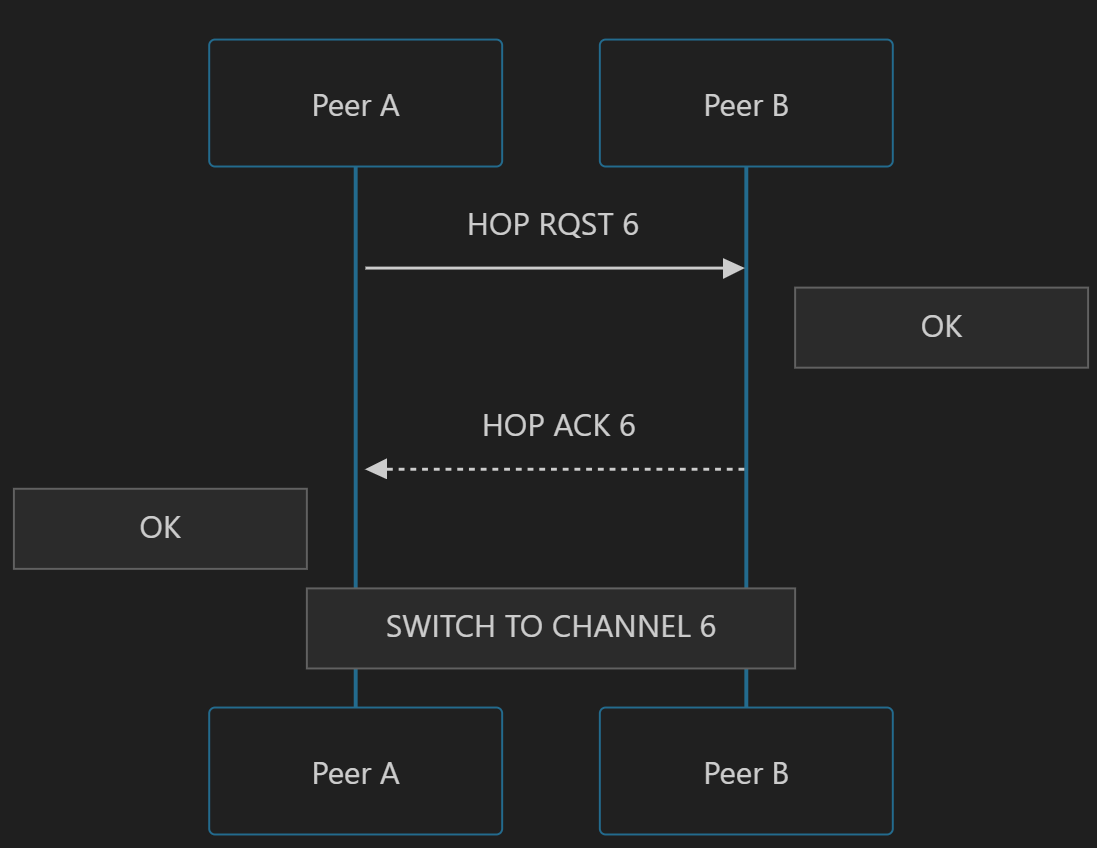 Peer A
Peer B
HOP RQST 6
OK
HOP ACK 6
OK
SWITCH TO CHANNEL 6
Peer A
Peer B